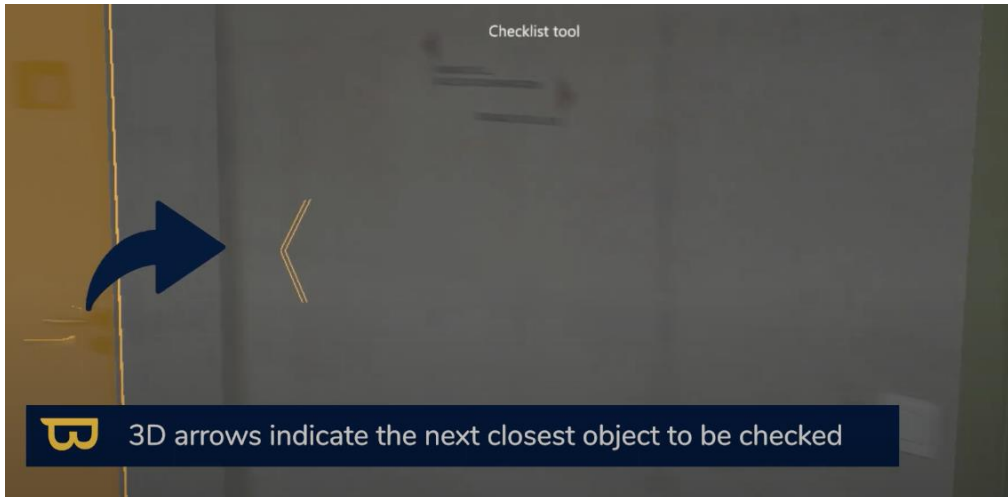 Checklist tool
3D arrows indicate the next closest object to be checked